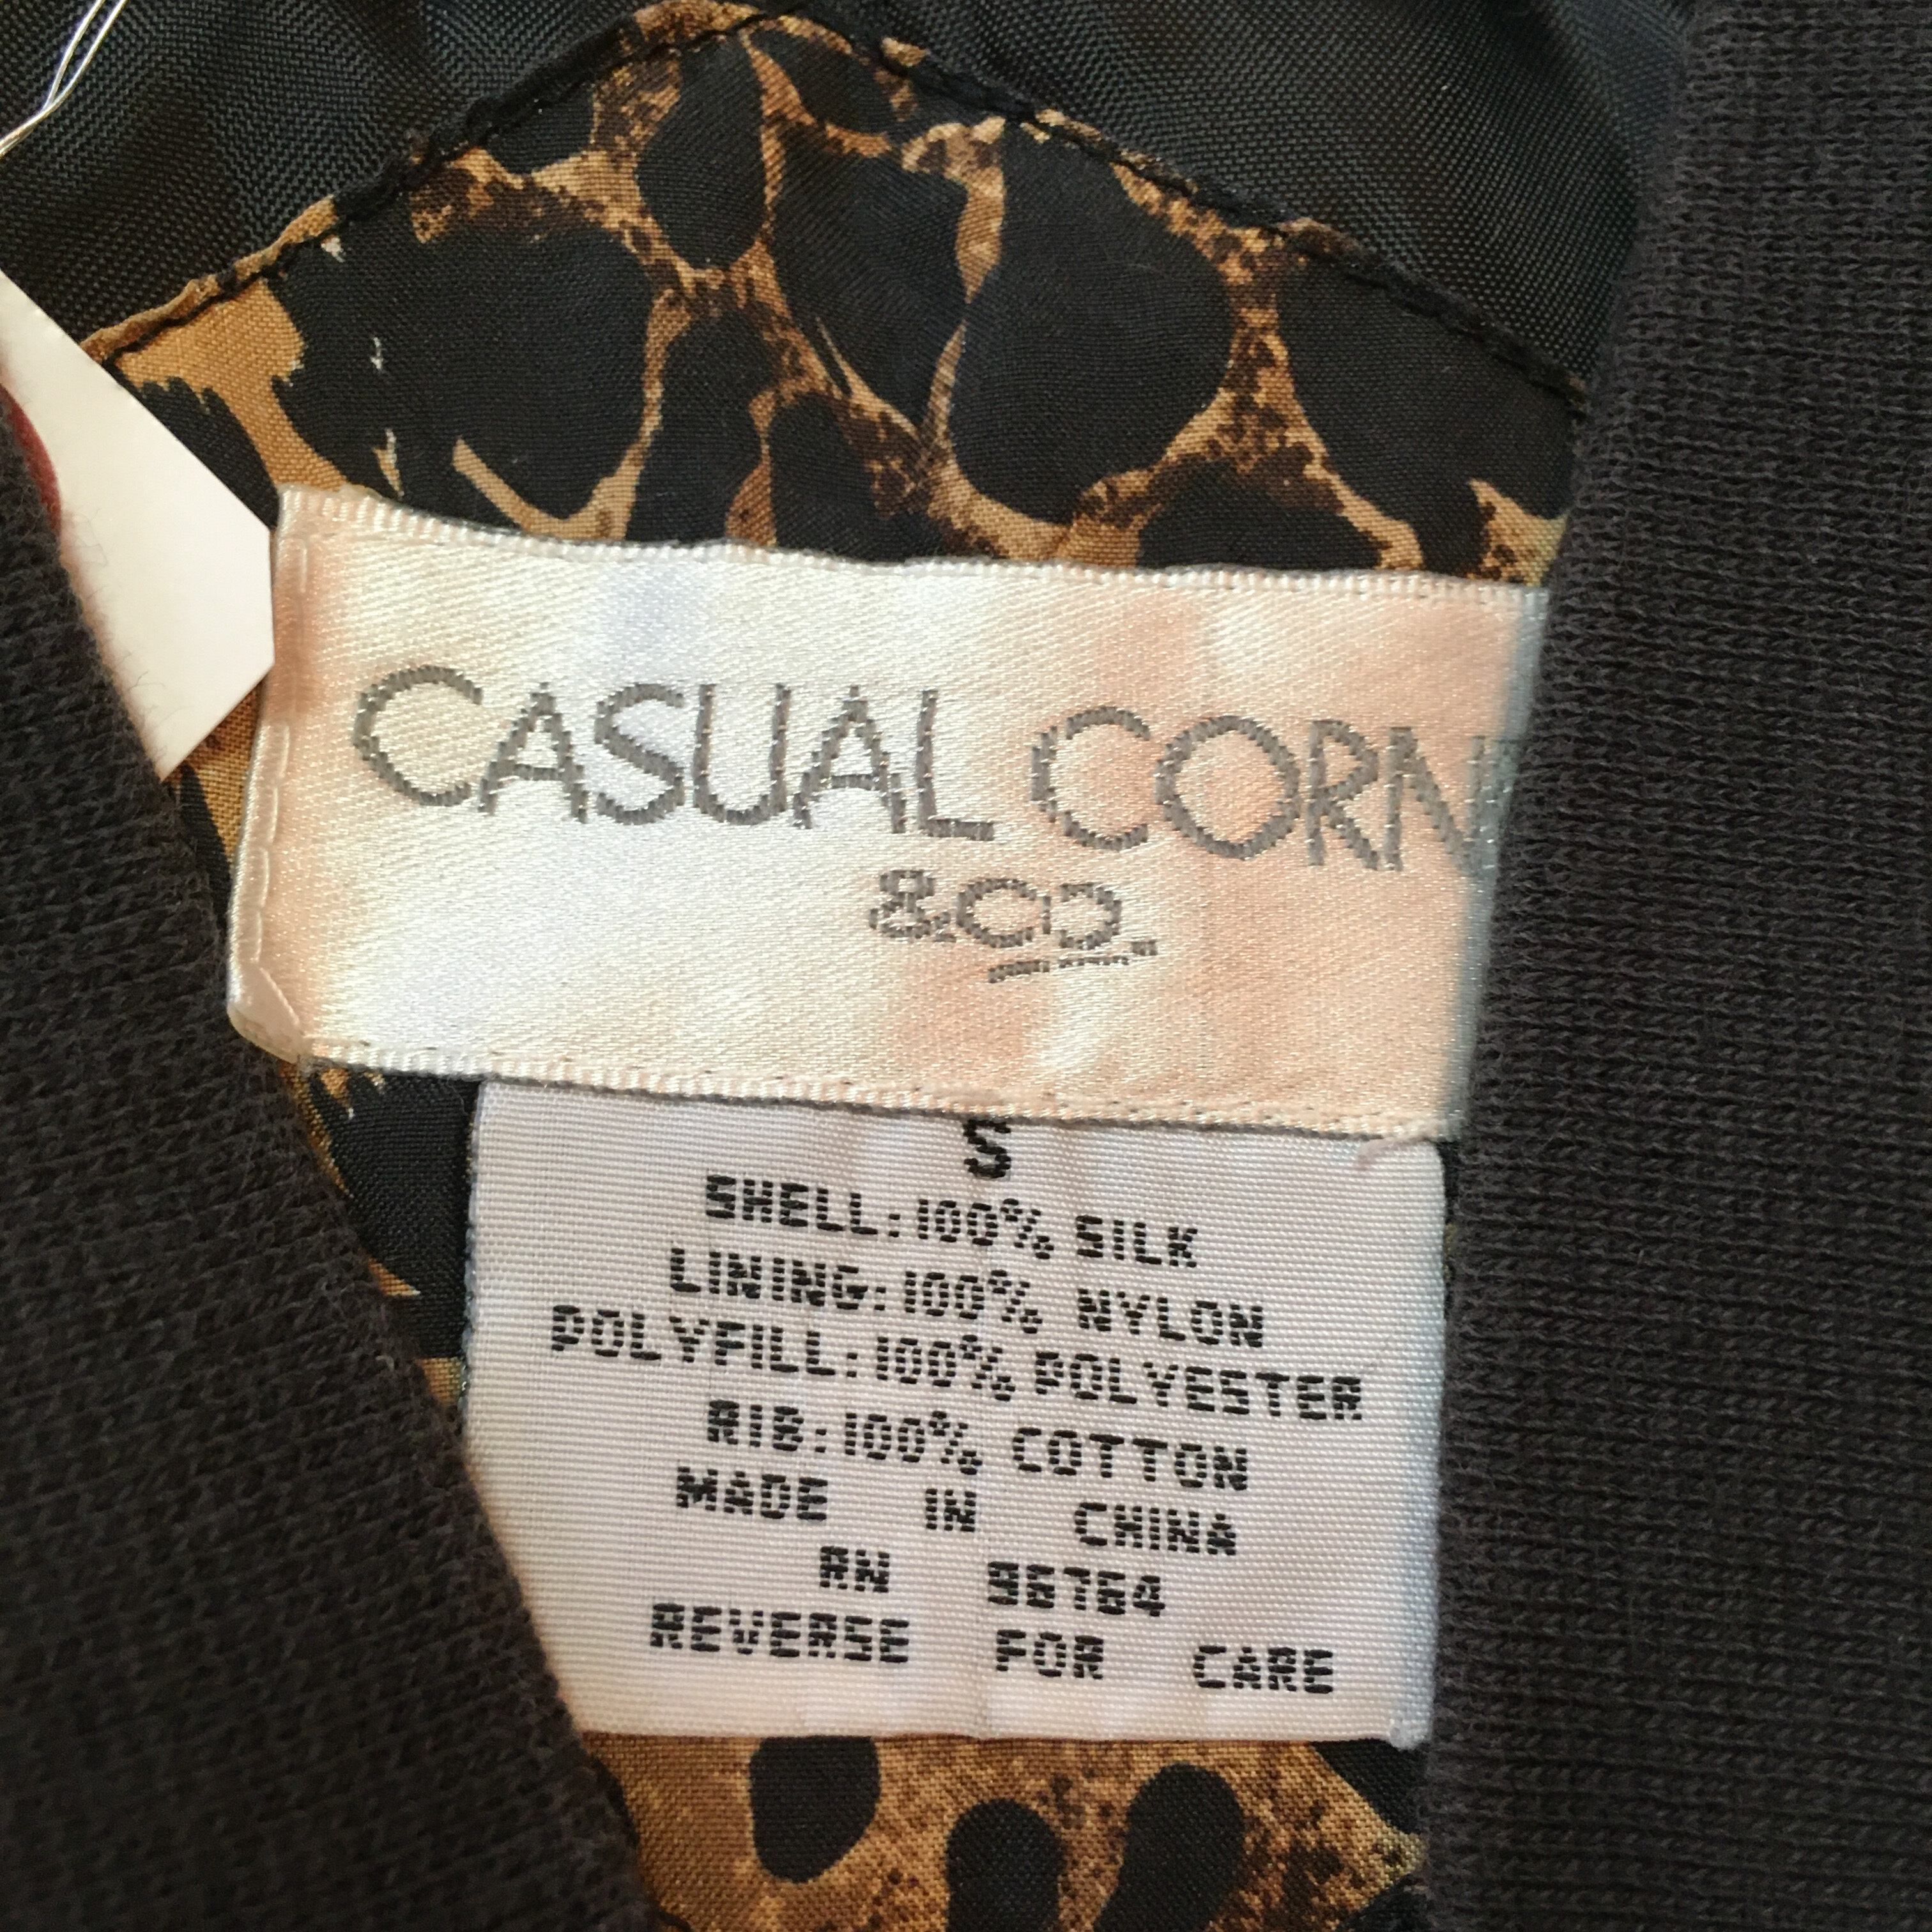 CASUAL CORN
&CO.
S
SHELL:100% SILK
LINING:100% NYLON
POLYFILL:100% POLYESTER
RIB:100% COTTON
MADE IN CHINA
RN 96764
REVERSE FOR CARE